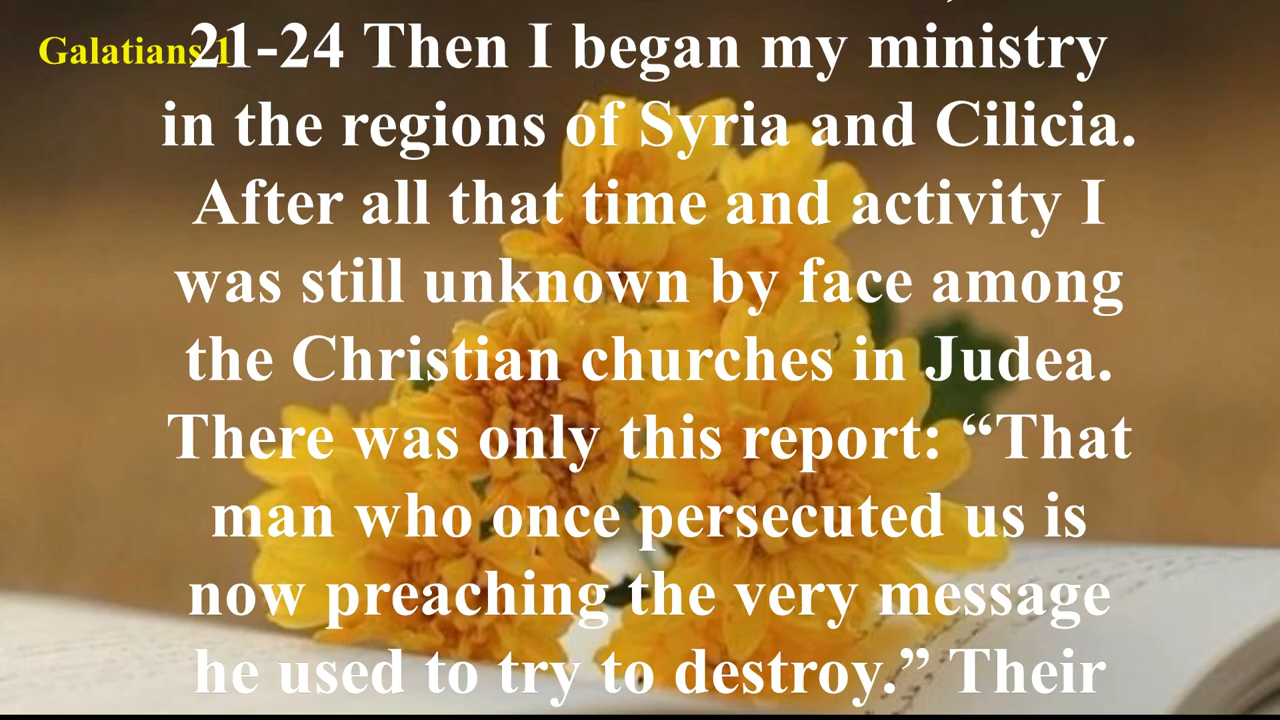 Galatians 1
21-24 Then I began my ministry
in the regions of Syria and Cilicia.
After all that time and activity I
was still unknown by face among
the Christian churches in Judea.
There was only this report: “That
man who once persecuted us is
now preaching the very message
he used to try to destroy.” Their